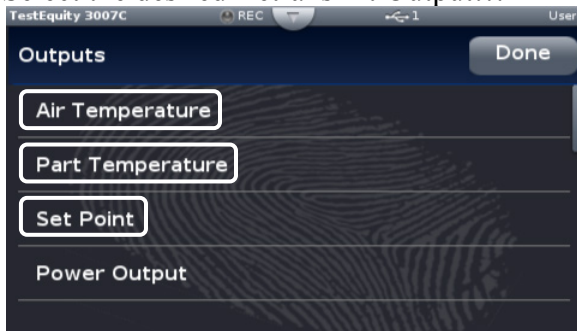 TestEquity 3007C REC 1 User
Outputs Done
Air Temperature
Part Temperature
Set Point
Power Output